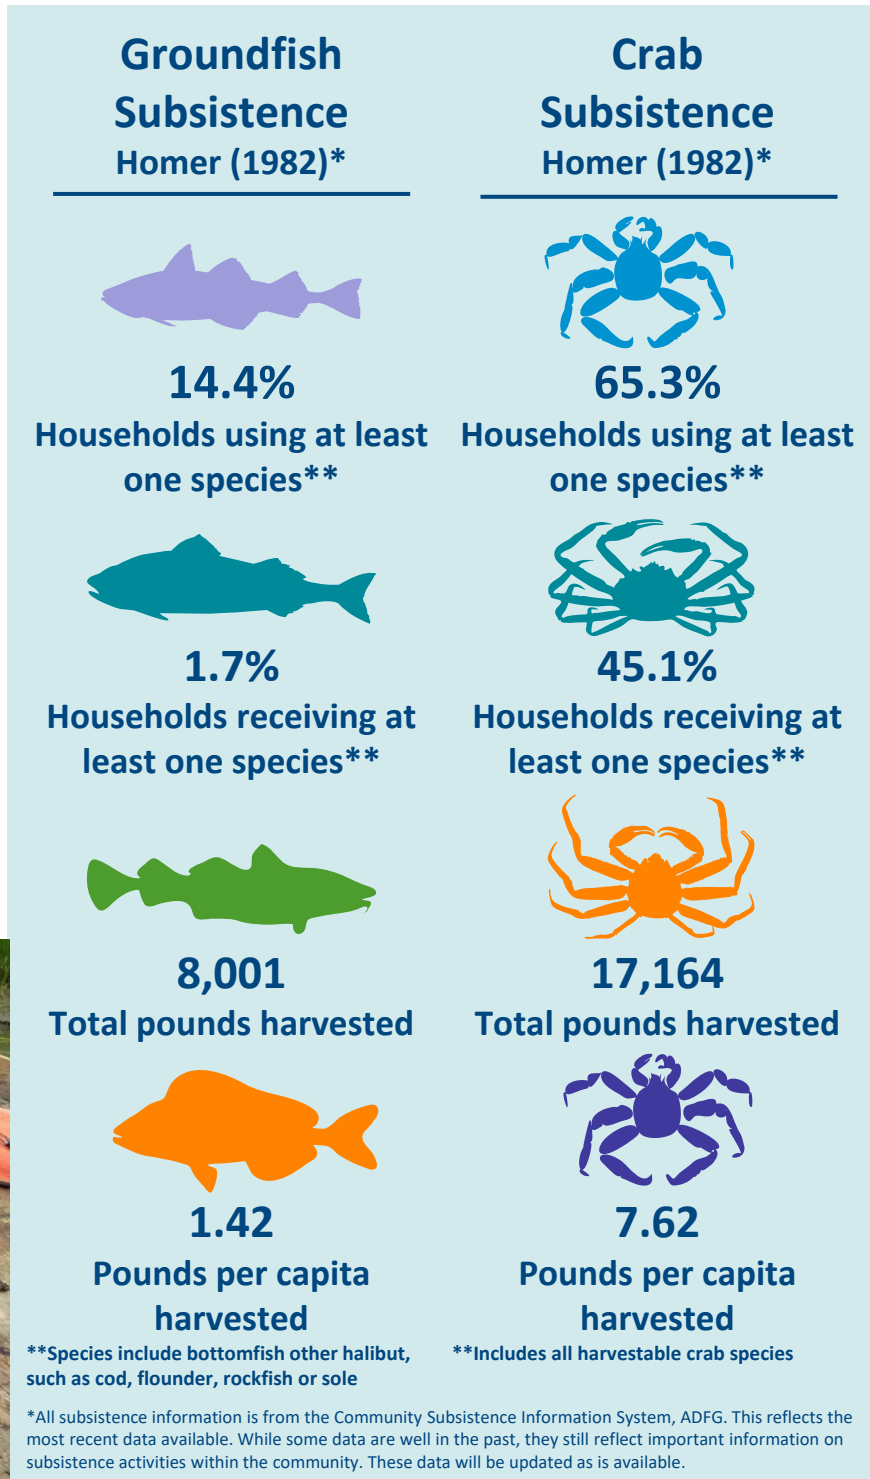 Groundfish
Subsistence
Homer (1982)*
14.4%
Households using at least
one species**
1.7%
Households receiving at
least one species**
8,001
Total pounds harvested
1.42
Pounds per capita
harvested
**Species include bottomfish other halibut,
such as cod, flounder, rockfish or sole
Crab
Subsistence
Homer (1982)*
65.3%
Households using at least
one species**
45.1%
Households receiving at
least one species**
17,164
Total pounds harvested
7.62
Pounds per capita
harvested
**Includes all harvestable crab species
*All subsistence information is from the Community Subsistence Information System, ADFG. This reflects the
most recent data available. While some data are well in the past, they still reflect important information on
subsistence activities within the community. These data will be updated as is available.